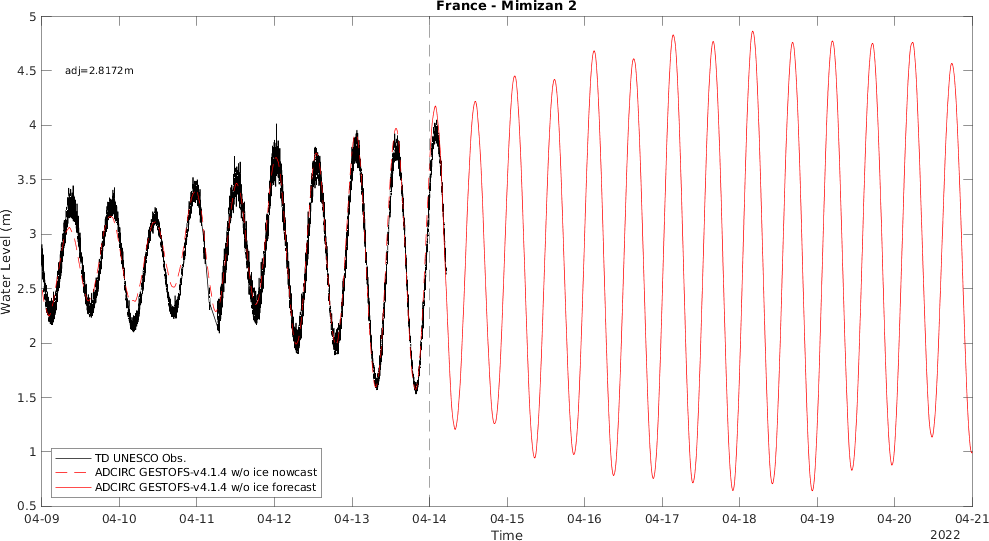 France - Mimizan 2
5
4.5
4
3.5
3
2.5
2
1.5
1
0.5
Water Level (m)
adj=2.8172m
TD UNESCO Obs.
ADCIRC GESTOFS-v4.1.4 w/o ice nowcast
ADCIRC GESTOFS-v4.1.4 w/o ice forecast
04-09 04-10 04-11 04-12 04-13 04-14 04-15 04-16 04-17 04-18 04-19 04-20 04-21
Time
2022